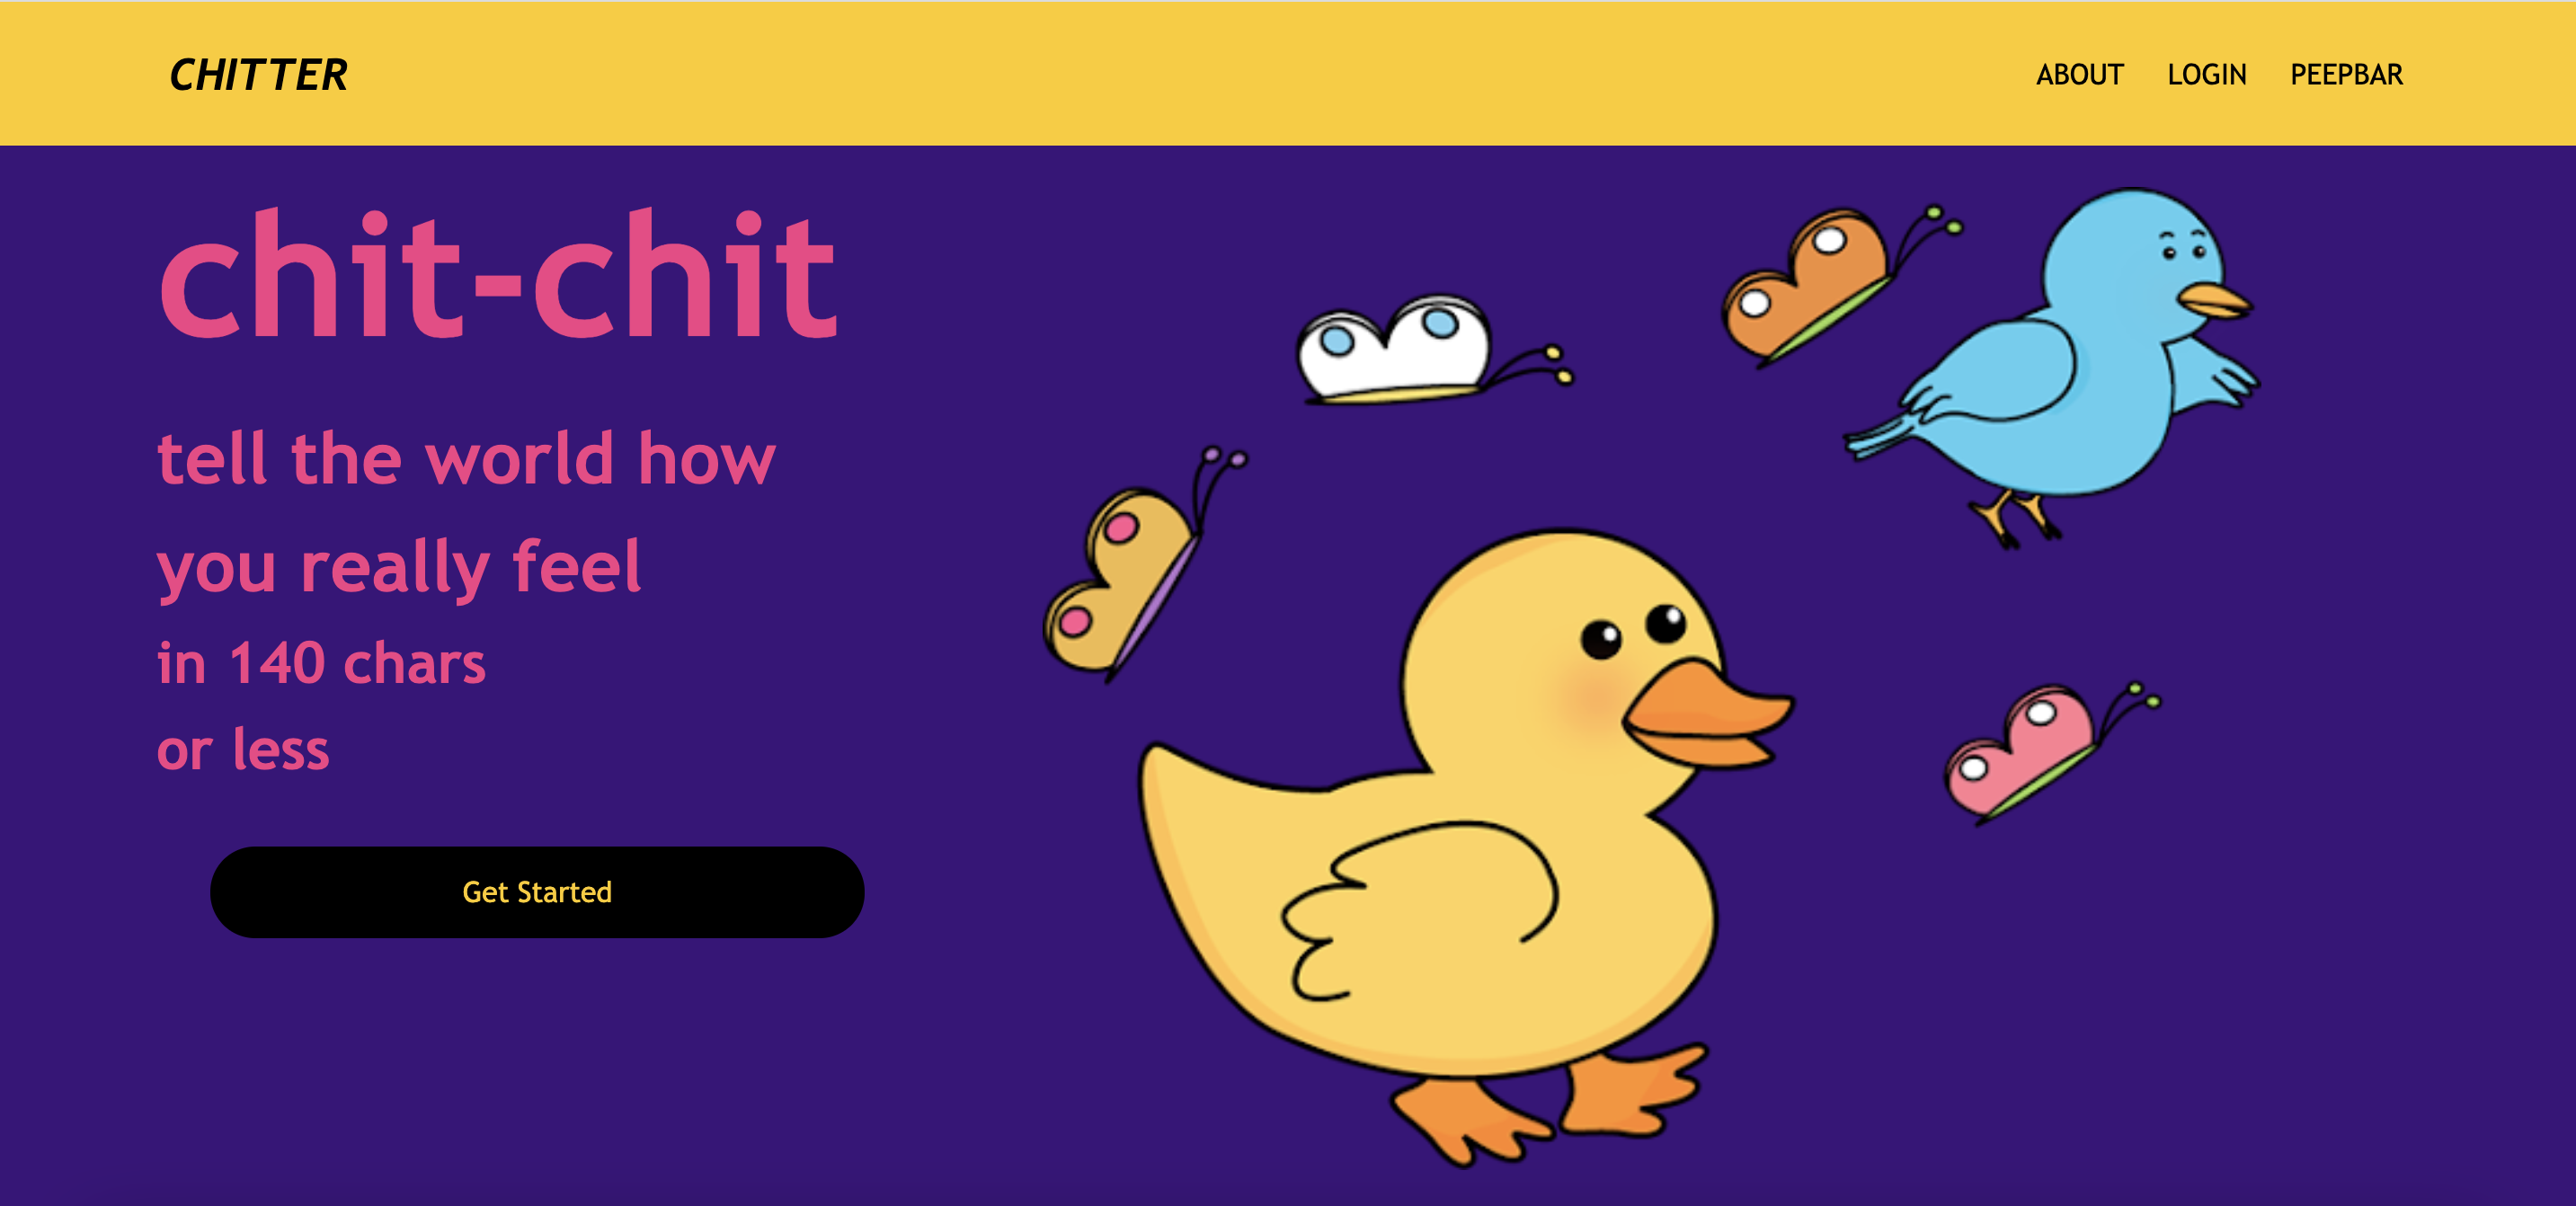 CHITTER
ABOUT LOGIN PEEPBAR
chit-chit
tell the world how
you really feel
in 140 chars
or less
Get Started